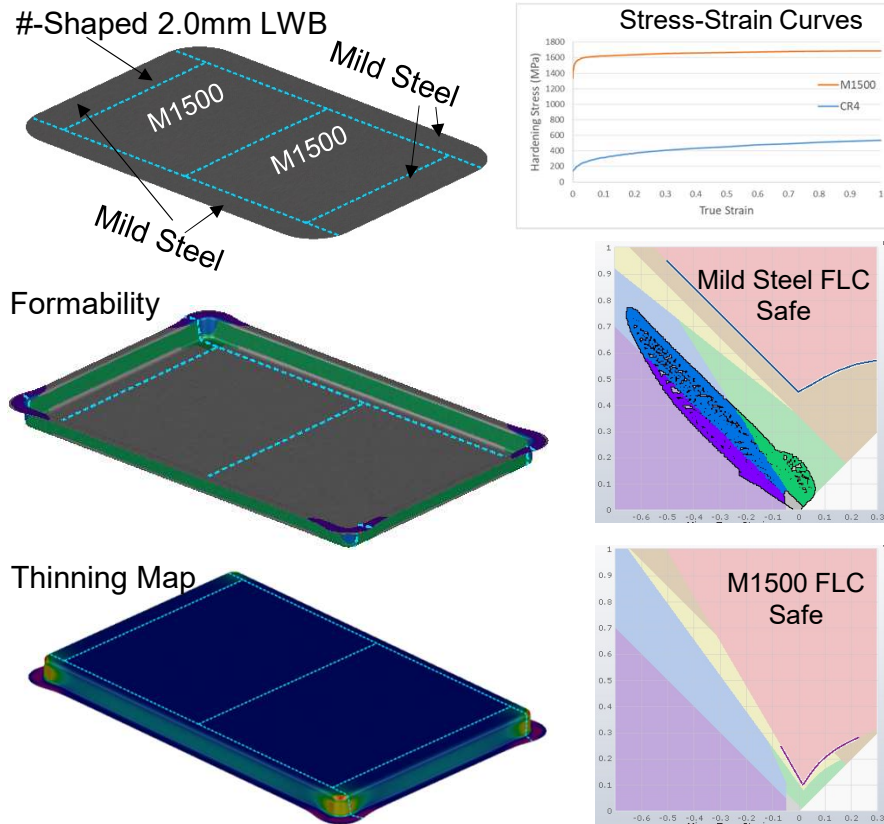 #-Shaped 2.0mm LWB
Mild Steel
M1500
M1500
Mild Steel
Stress-Strain Curves
Hardening Stress (MPa)
1800
1600
1400
1200
1000
800
600
400
200
0
M1500
CR4
0 0.1 0.2 0.3 0.4 0.5 0.6 0.7 0.8 0.9 1
True Strain
Formability
Mild Steel FLC
Safe
1
0.9
0.8
0.7
0.6
0.5
0.4
0.3
0.2
0.1
0
-0.6 -0.5 -0.4 -0.3 -0.2 -0.1 0 0.1 0.2 0.3
Thinning Map
M1500 FLC
Safe
1
0.9
0.8
0.7
0.6
0.5
0.4
0.3
0.2
0.1
0
-0.6 -0.5 -0.4 -0.3 -0.2 -0.1 0 0.1 0.2 0.3